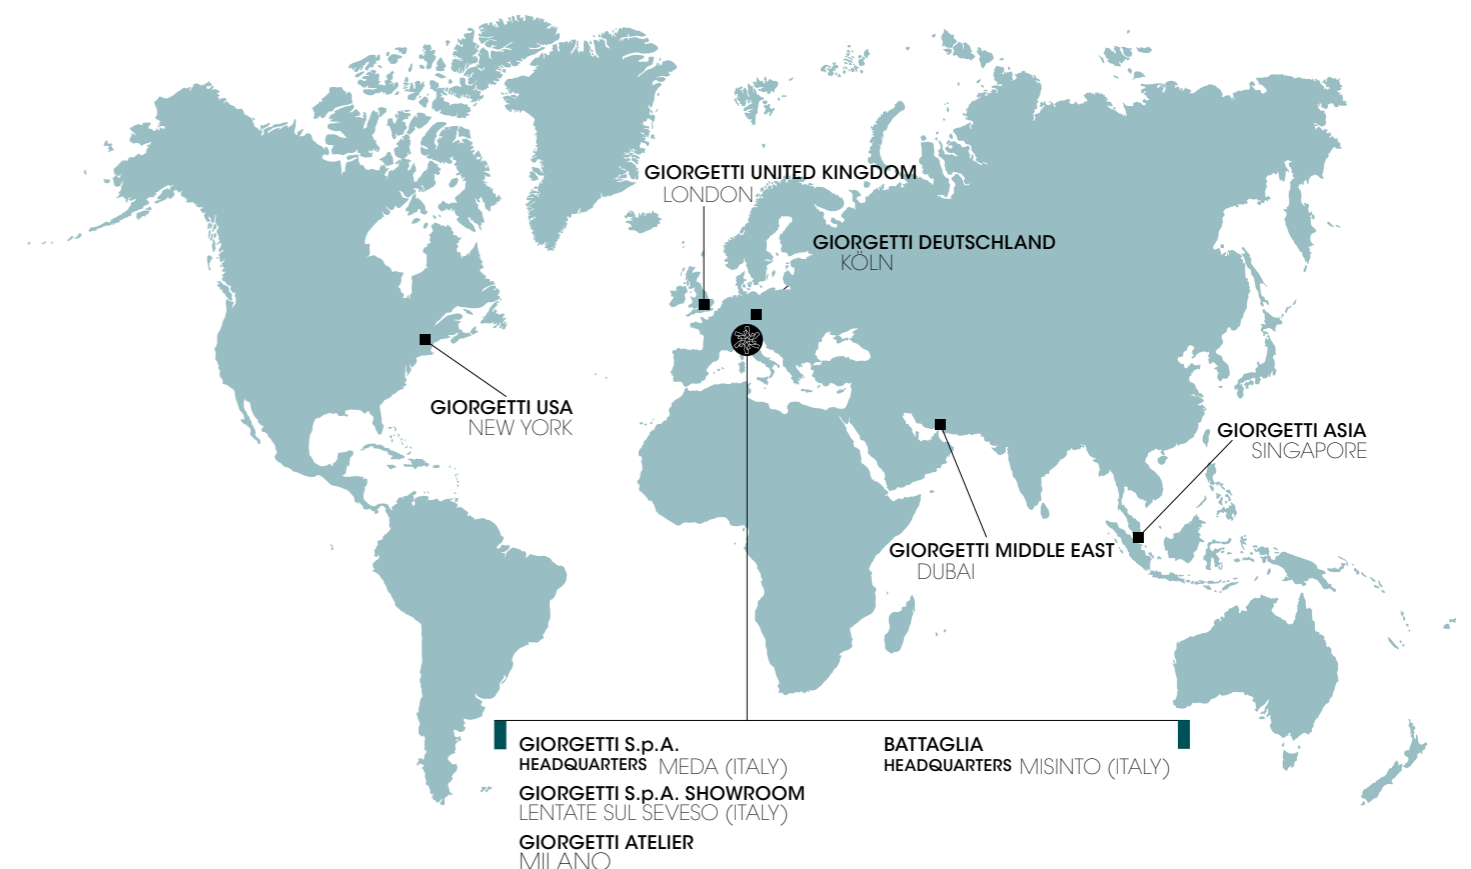 GIORGETTI UNITED KINGDOM
LONDON
GIORGETTI DEUTSCHLAND
KÖLN
GIORGETTI USA
NEW YORK
GIORGETTI ASIA
SINGAPORE
GIORGETTI MIDDLE EAST
DUBAI
GIORGETTI S.p.A.
HEADQUARTERS MEDA (ITALY)
GIORGETTI S.p.A. SHOWROOM
LENTATE SUL SEVESO (ITALY)
GIORGETTI ATELIER
MILANO
BATTAGLIA
HEADQUARTERS MISINTO (ITALY)